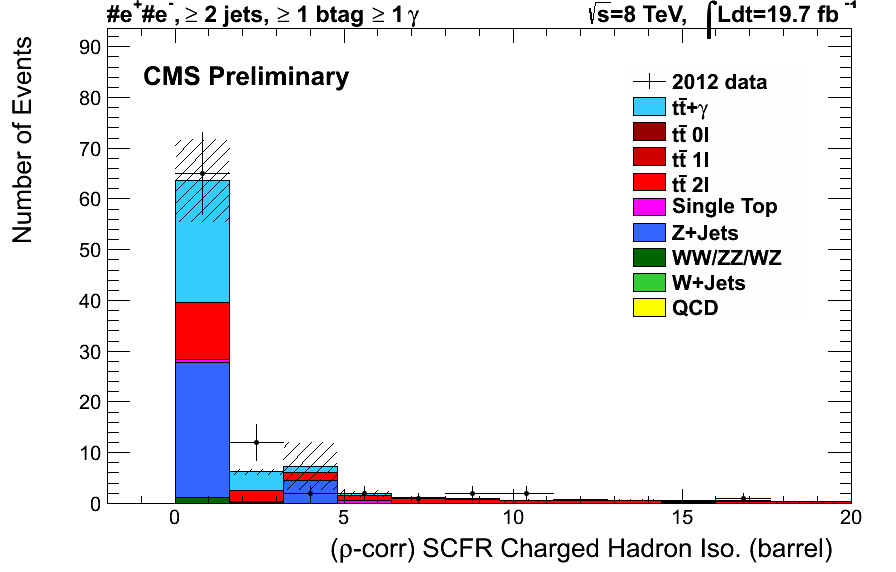 #e⁺#e⁻, ≥ 2 jets, ≥ 1 btag ≥ 1 γ
√s=8 TeV, ∫Ldt=19.7 fb⁻¹
CMS Preliminary
2012 data
tt̄+γ
tt̄ 0l
tt̄ 1l
tt̄ 2l
Single Top
Z+Jets
WW/ZZ/WZ
W+Jets
QCD
Number of Events
90
80
70
60
50
40
30
20
10
0
0 5 10 15 20
(ρ-corr) SCFR Charged Hadron Iso. (barrel)